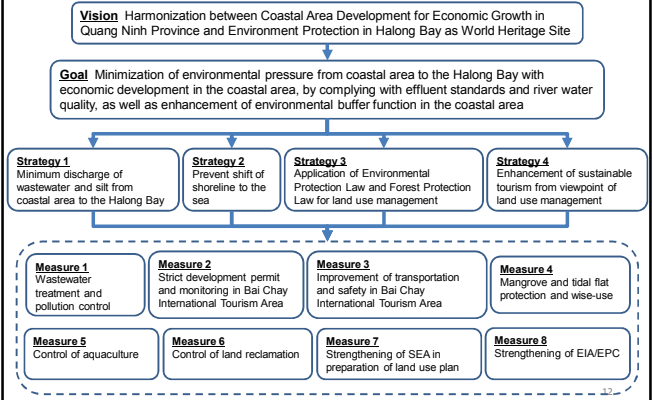 Vision Harmonization between Coastal Area Development for Economic Growth in
Quang Ninh Province and Environment Protection in Halong Bay as World Heritage Site
Goal Minimization of environmental pressure from coastal area to the Halong Bay with
economic development in the coastal area, by complying with effluent standards and river water
quality, as well as enhancement of environmental buffer function in the coastal area
Strategy 1
Minimum discharge of
wastewater and silt from
coastal area to the Halong Bay
Strategy 2
Prevent shift of
shoreline to the
sea
Strategy 3
Application of Environmental
Protection Law and Forest Protection
Law for land use management
Strategy 4
Enhancement of sustainable
tourism from viewpoint of
land use management
Measure 1
Wastewater
treatment and
pollution control
Measure 2
Strict development permit
and monitoring in Bai Chay
International Tourism Area
Measure 3
Improvement of transportation
and safety in Bai Chay
International Tourism Area
Measure 4
Mangrove and tidal flat
protection and wise-use
Measure 5
Control of aquaculture
Measure 6
Control of land reclamation
Measure 7
Strengthening of SEA in
preparation of land use plan
Measure 8
Strengthening of EIA/EPC
12